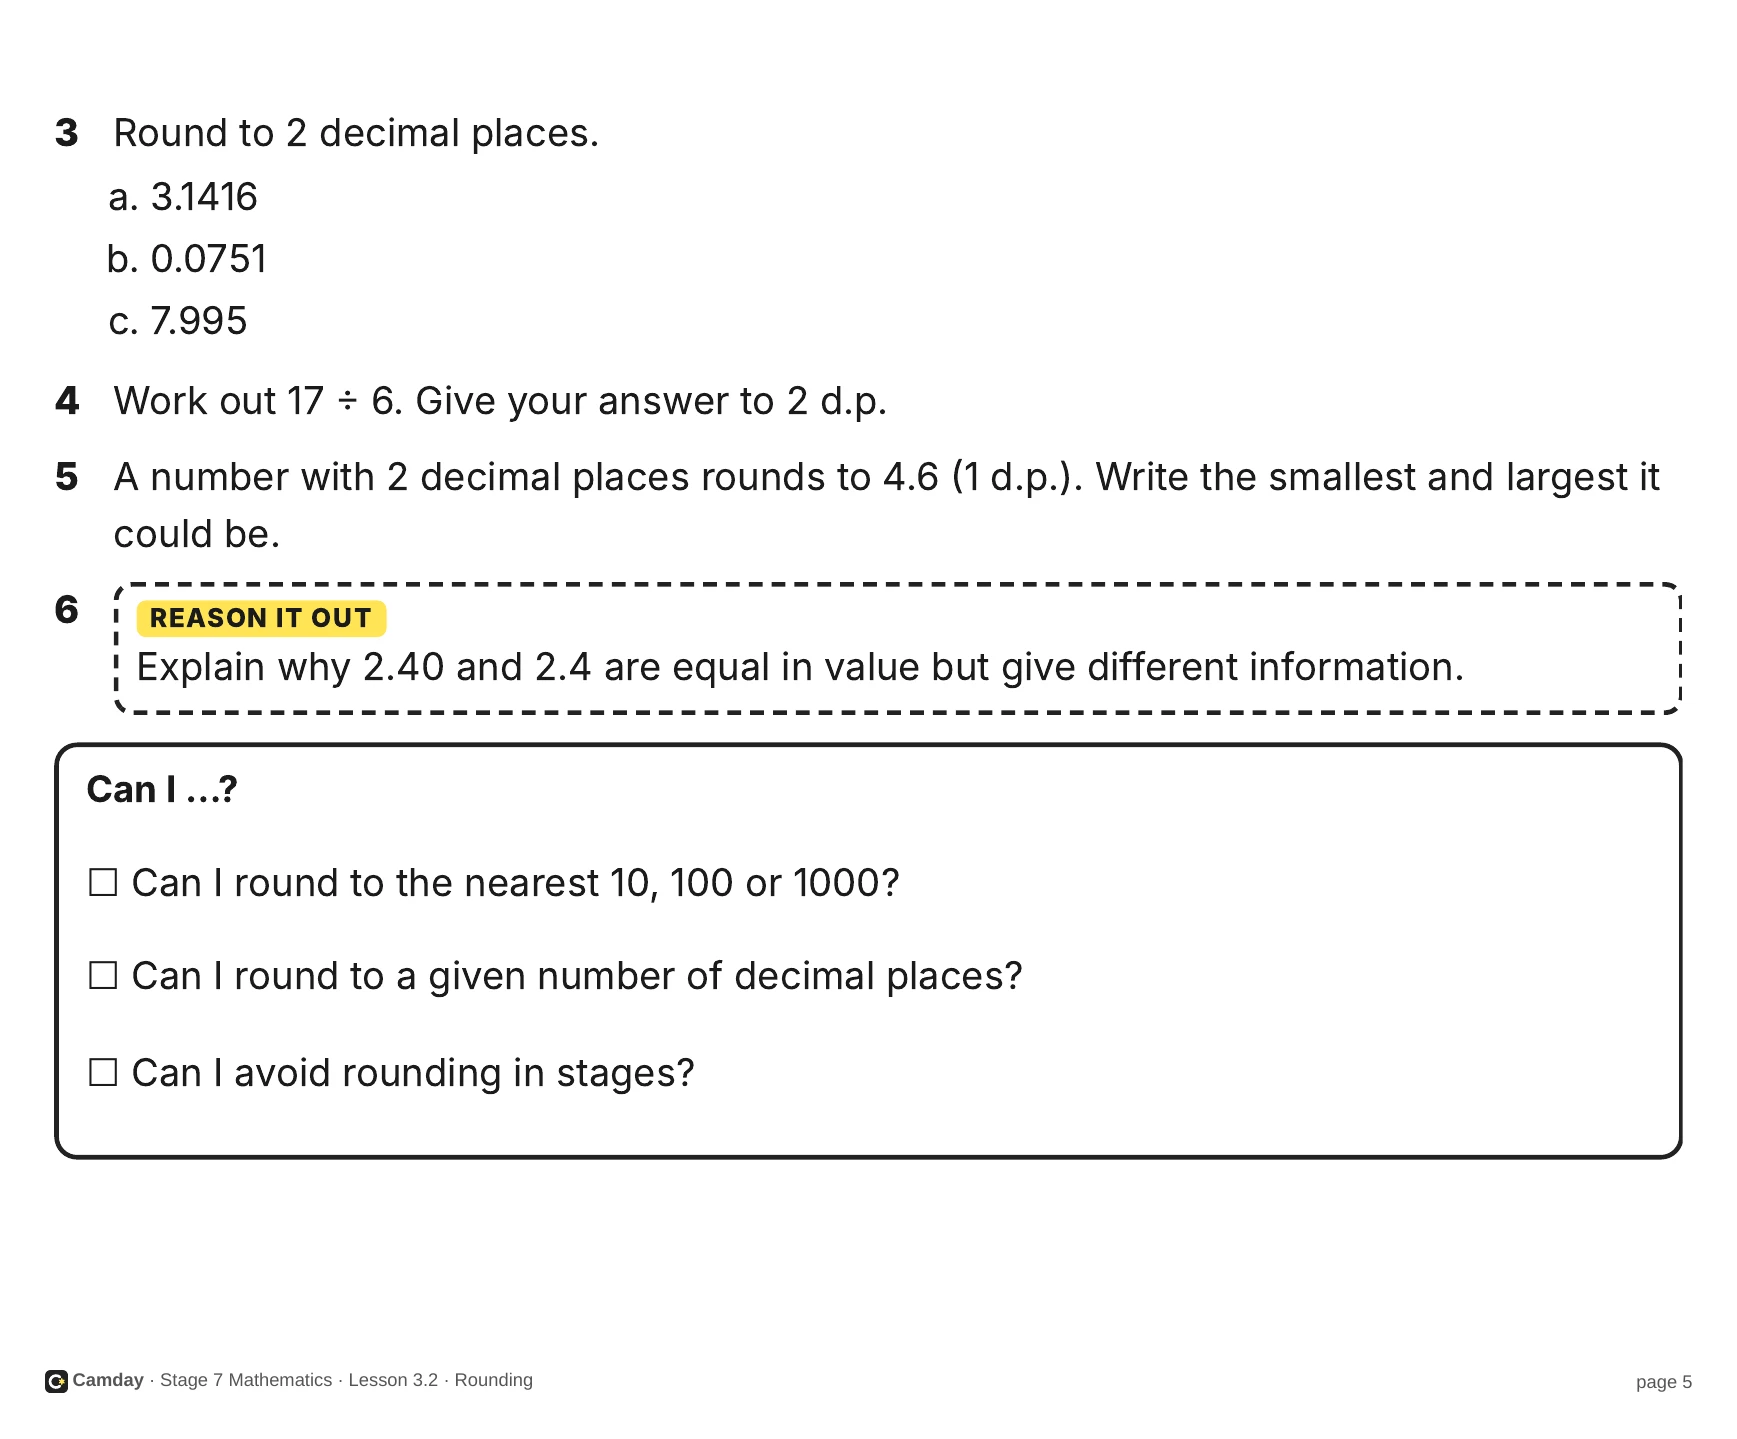 3 Round to 2 decimal places.
a. 3.1416
b. 0.0751
c. 7.995
4 Work out 17 ÷ 6. Give your answer to 2 d.p.
5 A number with 2 decimal places rounds to 4.6 (1 d.p.). Write the smallest and largest it
could be.
6 REASON IT OUT
Explain why 2.40 and 2.4 are equal in value but give different information.
Can I …?
☐ Can I round to the nearest 10, 100 or 1000?
☐ Can I round to a given number of decimal places?
☐ Can I avoid rounding in stages?
Camday · Stage 7 Mathematics · Lesson 3.2 · Rounding
page 5